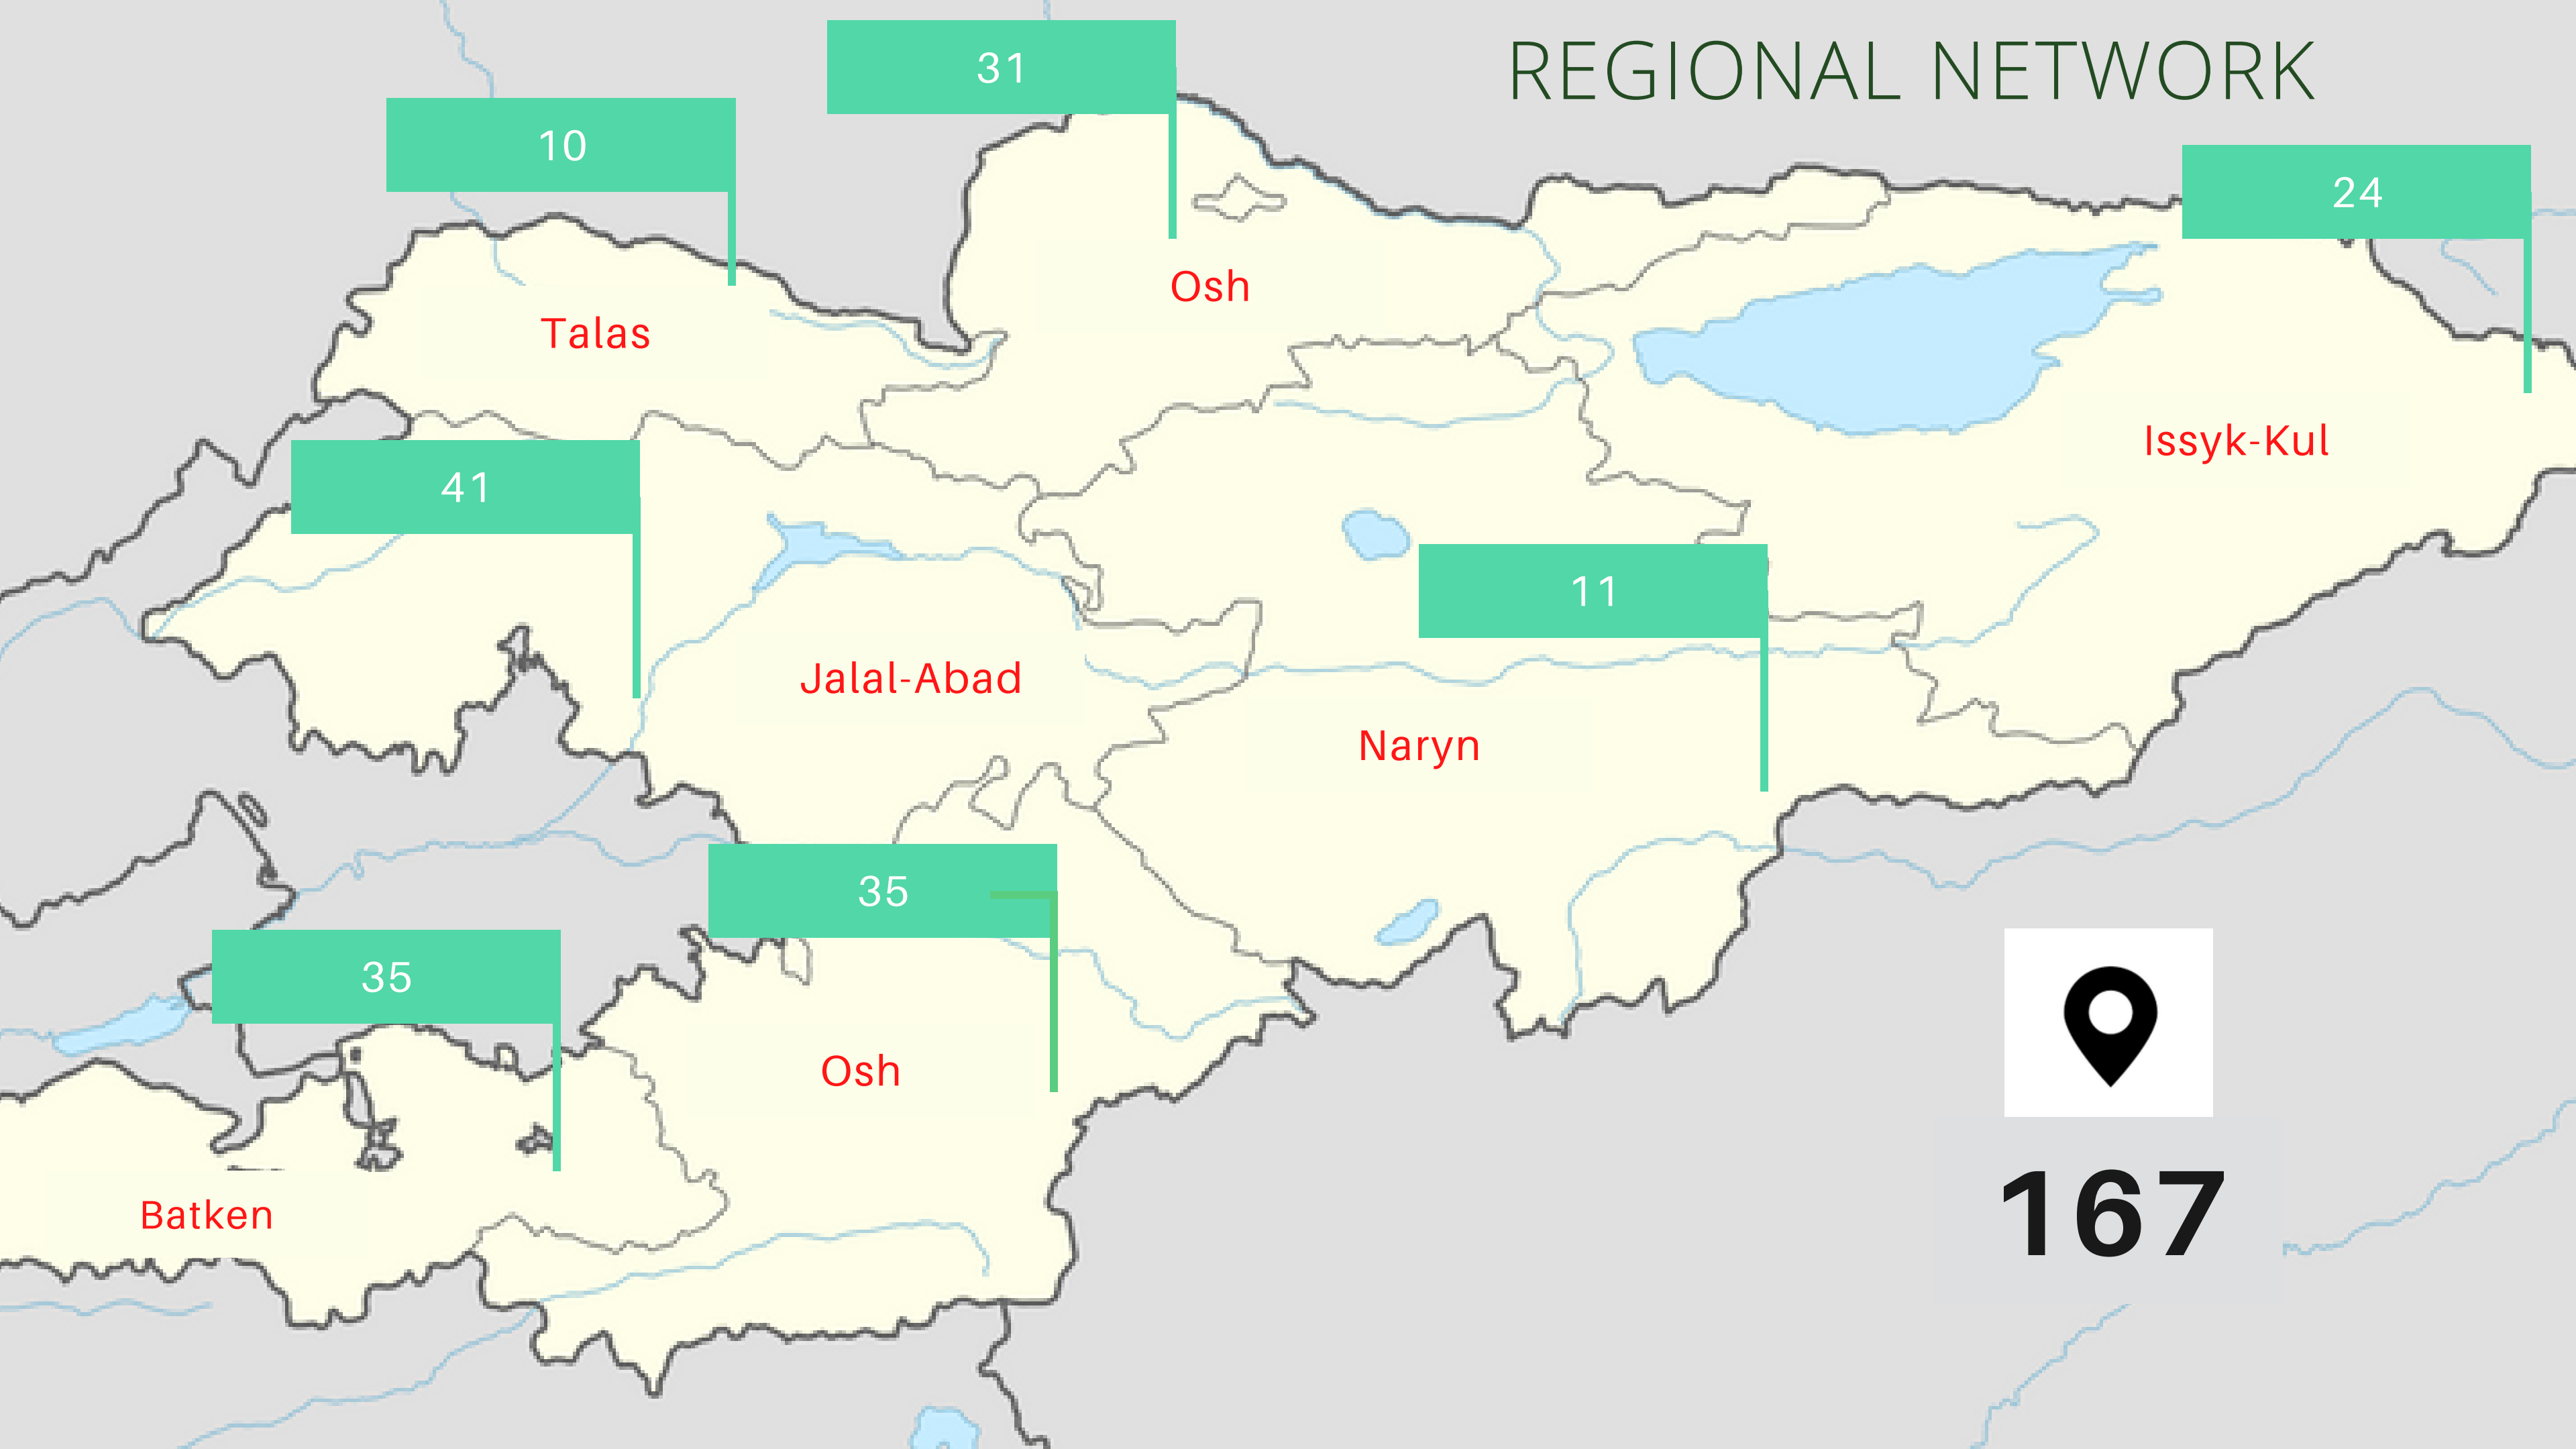 REGIONAL NETWORK
31
10
24
Osh
Talas
Issyk-Kul
41
11
Jalal-Abad
Naryn
35
35
Osh
Batken
167